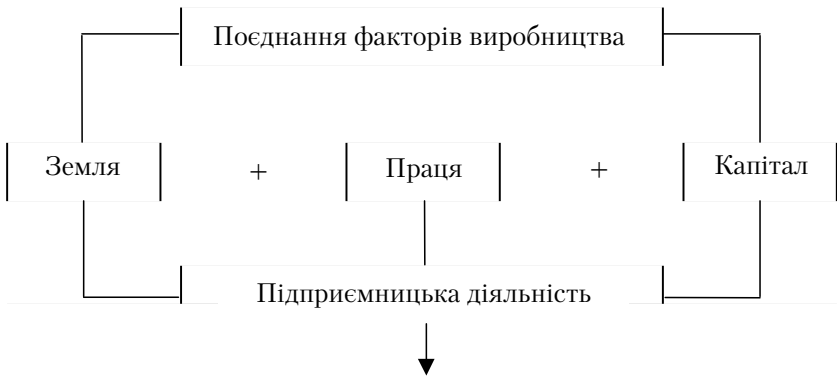 Поєднання факторів виробництва
Земля + Праця + Капітал
Підприємницька діяльність